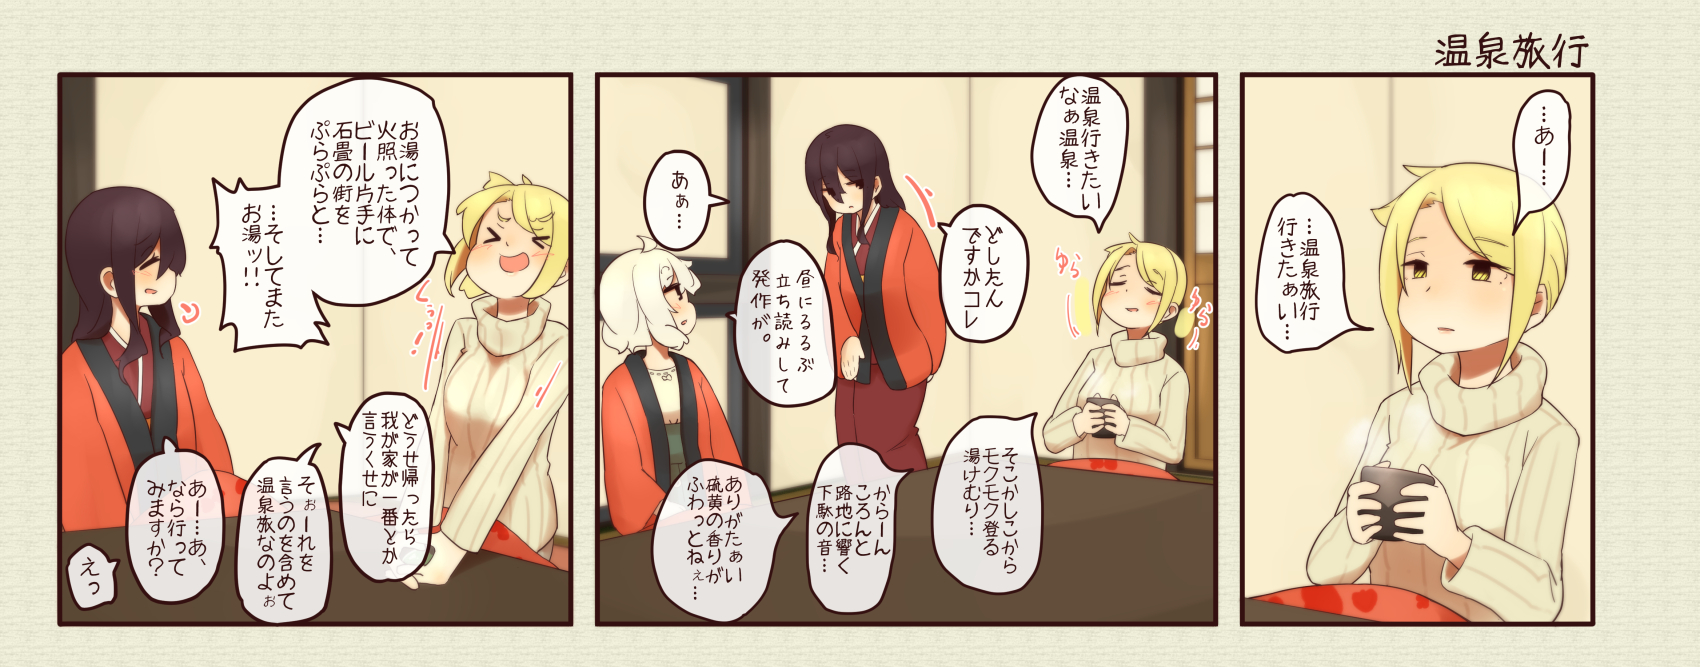 温泉旅行
…あー…
…温泉旅行
行きたぁい…
温泉行きたい
なぁ温泉…
ゆら
ゆら
どしたん
ですかコレ
あぁ…
昼にるるぶ
立ち読みして
発作が。
そこかしこから
モクモク登る
湯けむり…
からーん
ころんと
路地に響く
下駄の音…
ありがたぁい
硫黄の香りが
ふわっとねぇ…
お湯につかって
火照った体で、
ビール片手に
石畳の街を
ぷらぷらと…
…そしてまた
お湯ッ!!
くっっ!
どうせ帰ったら
我が家が一番とか
言うくせに
そぉーれを
言うのを含めて
温泉旅なのよぉ
あー…あ、
なら行って
みますか?
えっ